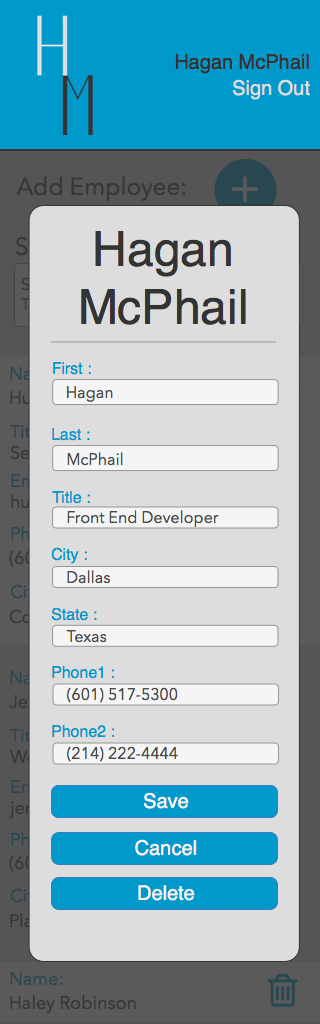 H
M
Hagan McPhail
Sign Out
Add Employee:
Hagan
McPhail
First :
Hagan
Last :
McPhail
Title :
Front End Developer
City :
Dallas
State :
Texas
Phone1 :
(601) 517-5300
Phone2 :
(214) 222-4444
Save
Cancel
Delete
Name:
Haley Robinson